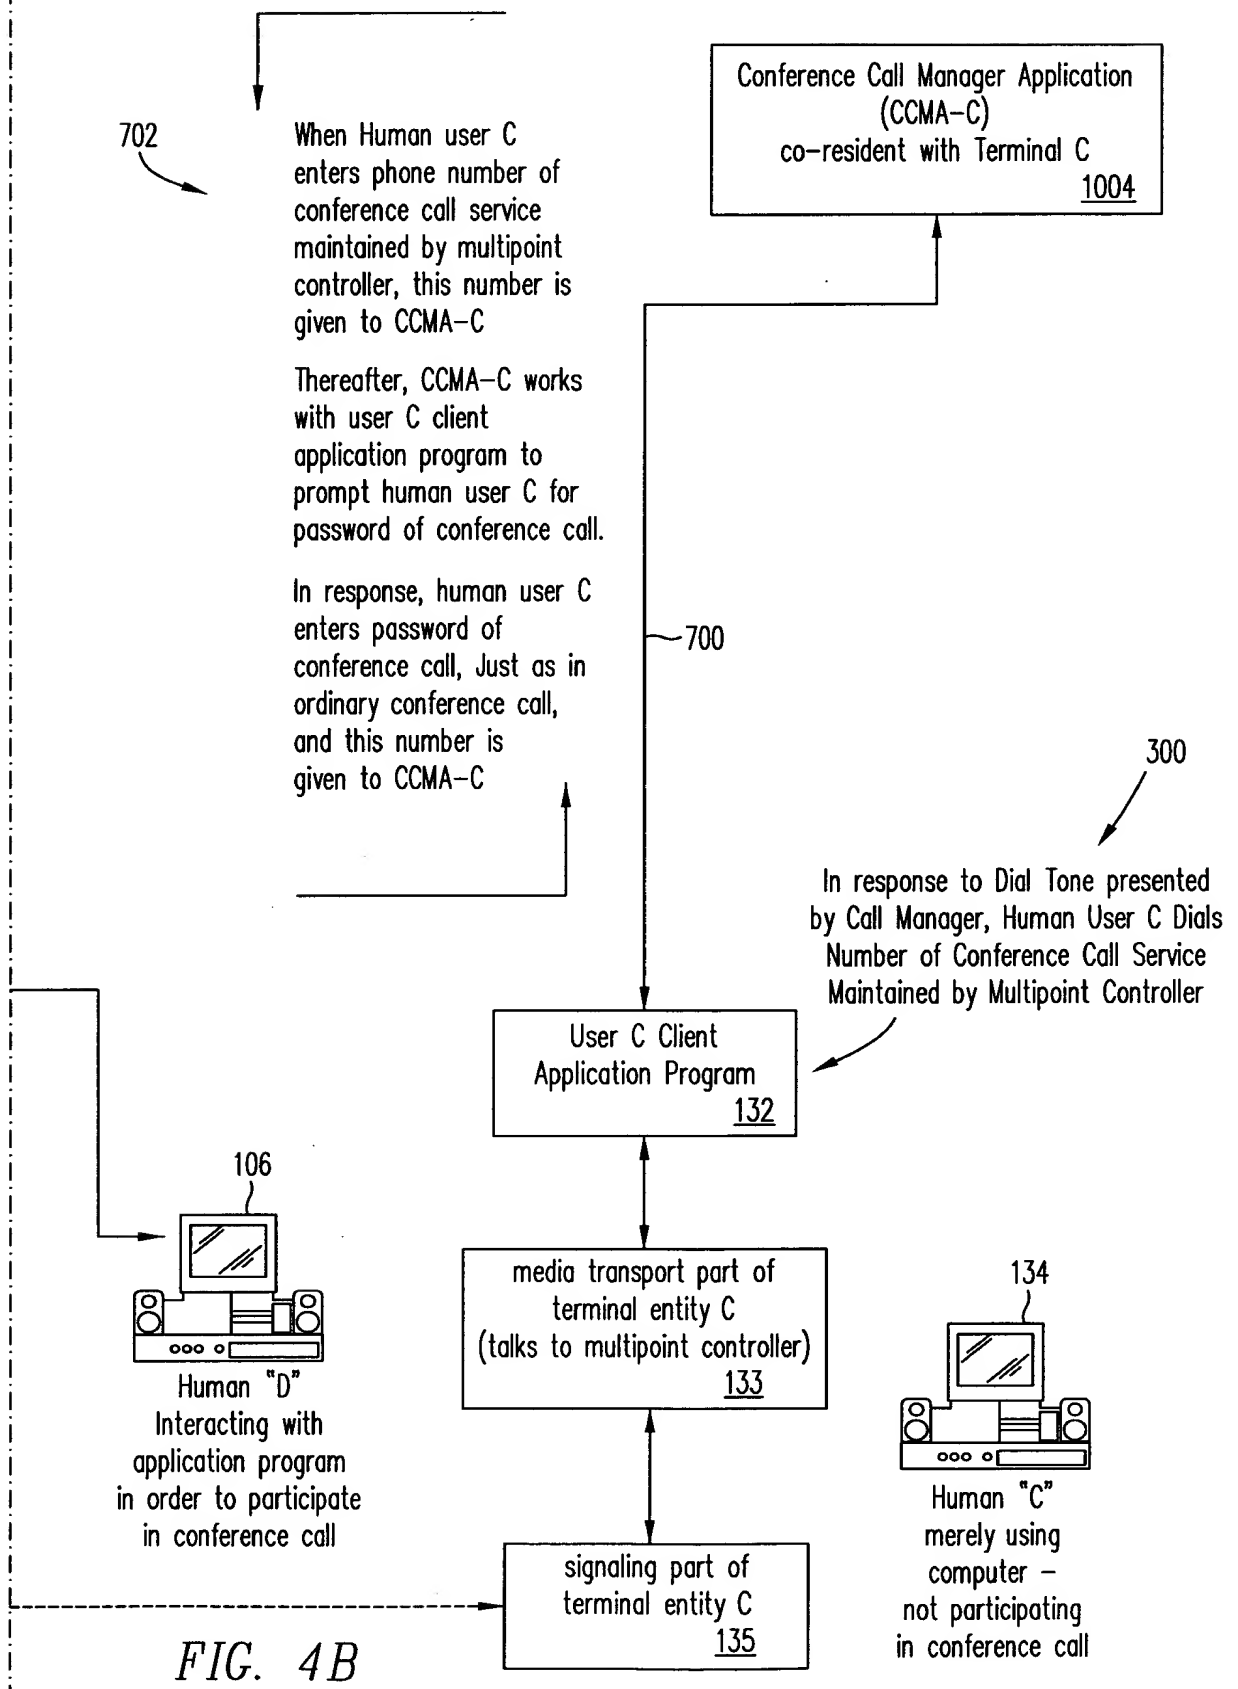 Conference Call Manager Application
(CCMA-C)
co-resident with Terminal C
1004
702
When Human user C
enters phone number of
conference call service
maintained by multipoint
controller, this number is
given to CCMA-C
Thereafter, CCMA-C works
with user C client
application program to
prompt human user C for
password of conference call.
In response, human user C
enters password of
conference call, Just as in
ordinary conference call,
and this number is
given to CCMA-C
700
300
In response to Dial Tone presented
by Call Manager, Human User C Dials
Number of Conference Call Service
Maintained by Multipoint Controller
User C Client
Application Program
132
106
Human "D"
Interacting with
application program
in order to participate
in conference call
media transport part of
terminal entity C
(talks to multipoint controller)
133
134
Human "C"
merely using
computer -
not participating
in conference call
signaling part of
terminal entity C
135
FIG. 4B